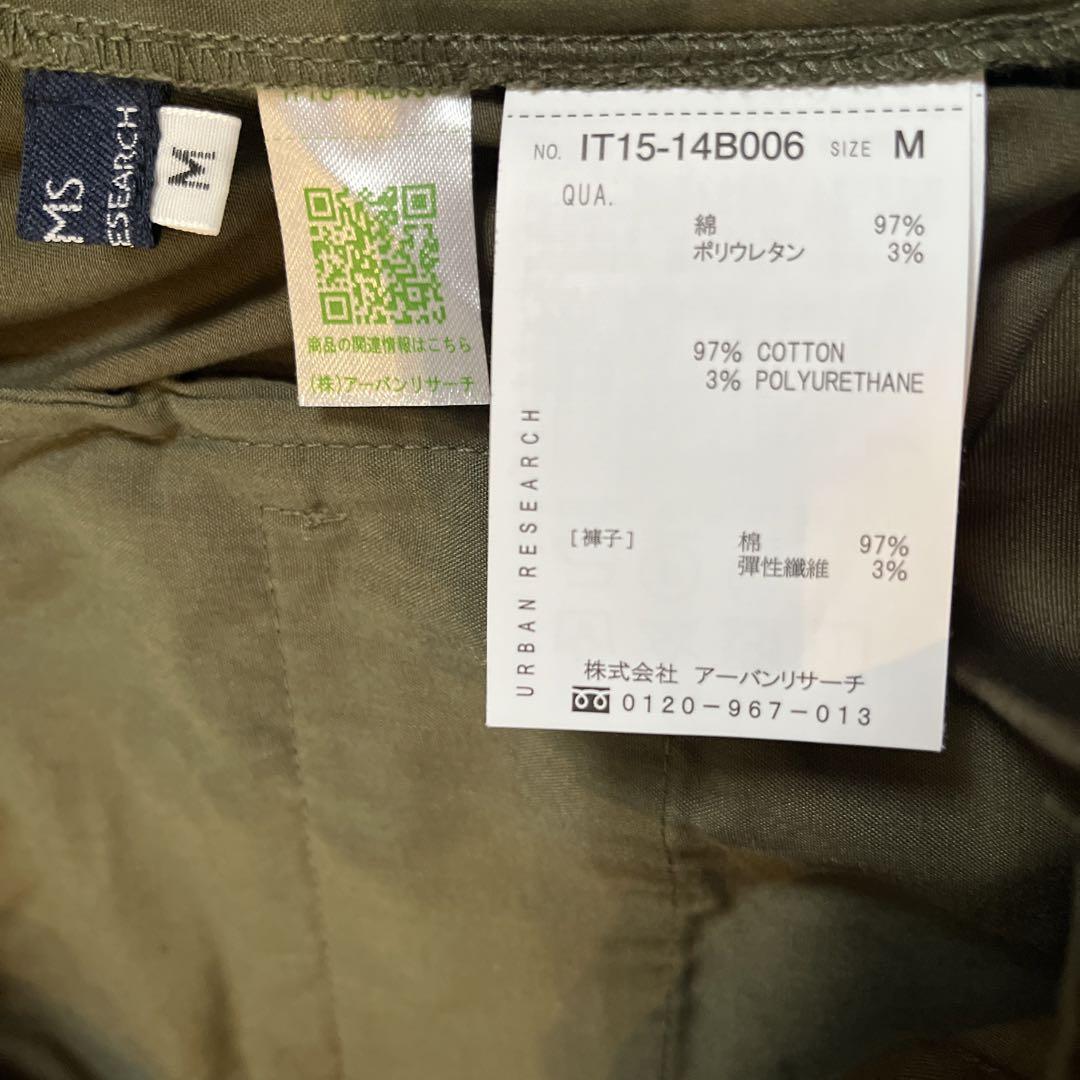 MS
ESEARCH
M
商品の関連情報はこちら
(株)アーバンリサーチ
NO. IT15-14B006 SIZE M
QUA.
綿 97%
ポリウレタン 3%
97% COTTON
3% POLYURETHANE
[褲子] 棉 97%
彈性纖維 3%
URBAN RESEARCH
株式会社 アーバンリサーチ
0120-967-013